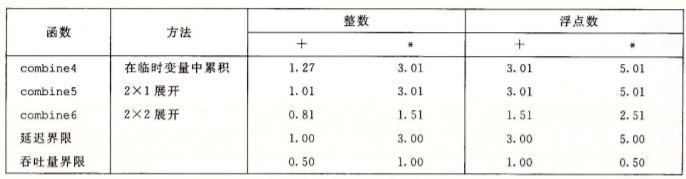 函数 方法 整数 浮点数
+ * + *
combine4 在临时变量中累积 1.27 3.01 3.01 5.01
combine5 2×1展开 1.01 3.01 3.01 5.01
combine6 2×2展开 0.81 1.51 1.51 2.51
延迟界限 1.00 3.00 3.00 5.00
吞吐量界限 0.50 1.00 1.00 0.50